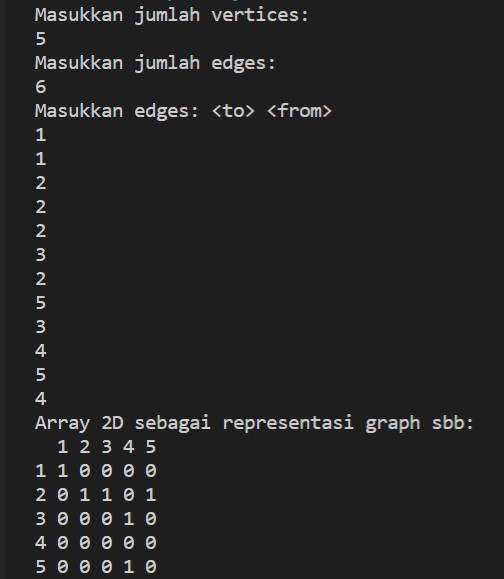 Masukkan jumlah vertices:
5
Masukkan jumlah edges:
6
Masukkan edges: <to> <from>
1
1
2
2
2
3
2
5
3
4
5
4
Array 2D sebagai representasi graph sbb:
  1 2 3 4 5
1 1 0 0 0 0
2 0 1 1 0 1
3 0 0 0 1 0
4 0 0 0 0 0
5 0 0 0 1 0